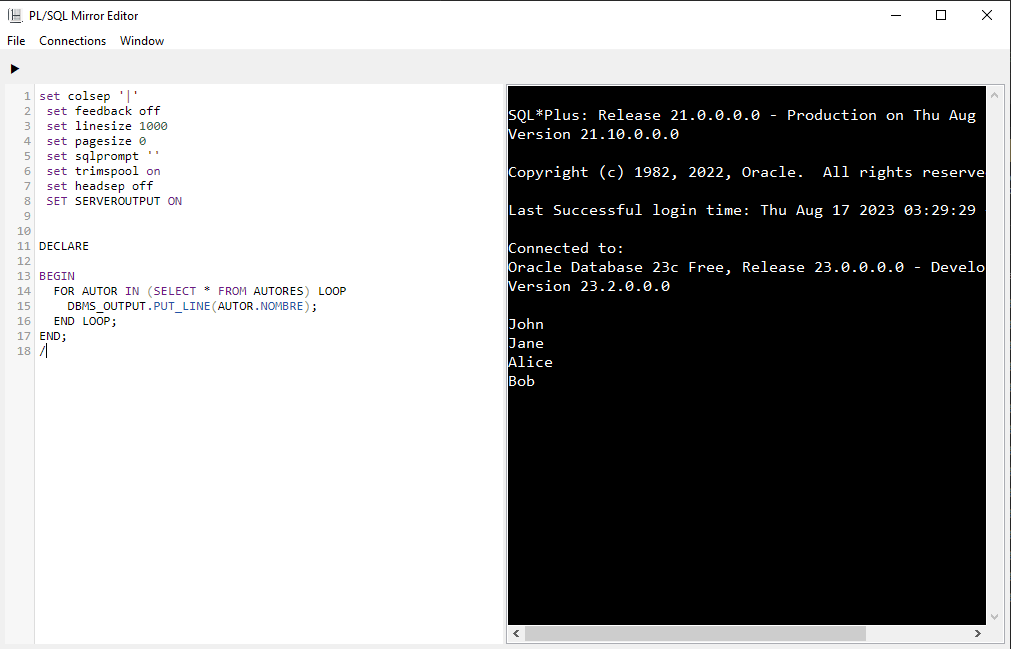 PL/SQL Mirror Editor
File Connections Window
1 set colsep '|'
2 set feedback off
3 set linesize 1000
4 set pagesize 0
5 set sqlprompt ''
6 set trimspool on
7 set headsep off
8 SET SERVEROUTPUT ON
9
10
11 DECLARE
12
13 BEGIN
14 FOR AUTOR IN (SELECT * FROM AUTORES) LOOP
15 DBMS_OUTPUT.PUT_LINE(AUTOR.NOMBRE);
16 END LOOP;
17 END;
18 /
SQL*Plus: Release 21.0.0.0.0 - Production on Thu Aug
Version 21.10.0.0.0
Copyright (c) 1982, 2022, Oracle. All rights reserve
Last Successful login time: Thu Aug 17 2023 03:29:29
Connected to:
Oracle Database 23c Free, Release 23.0.0.0.0 - Develo
Version 23.2.0.0.0
John
Jane
Alice
Bob